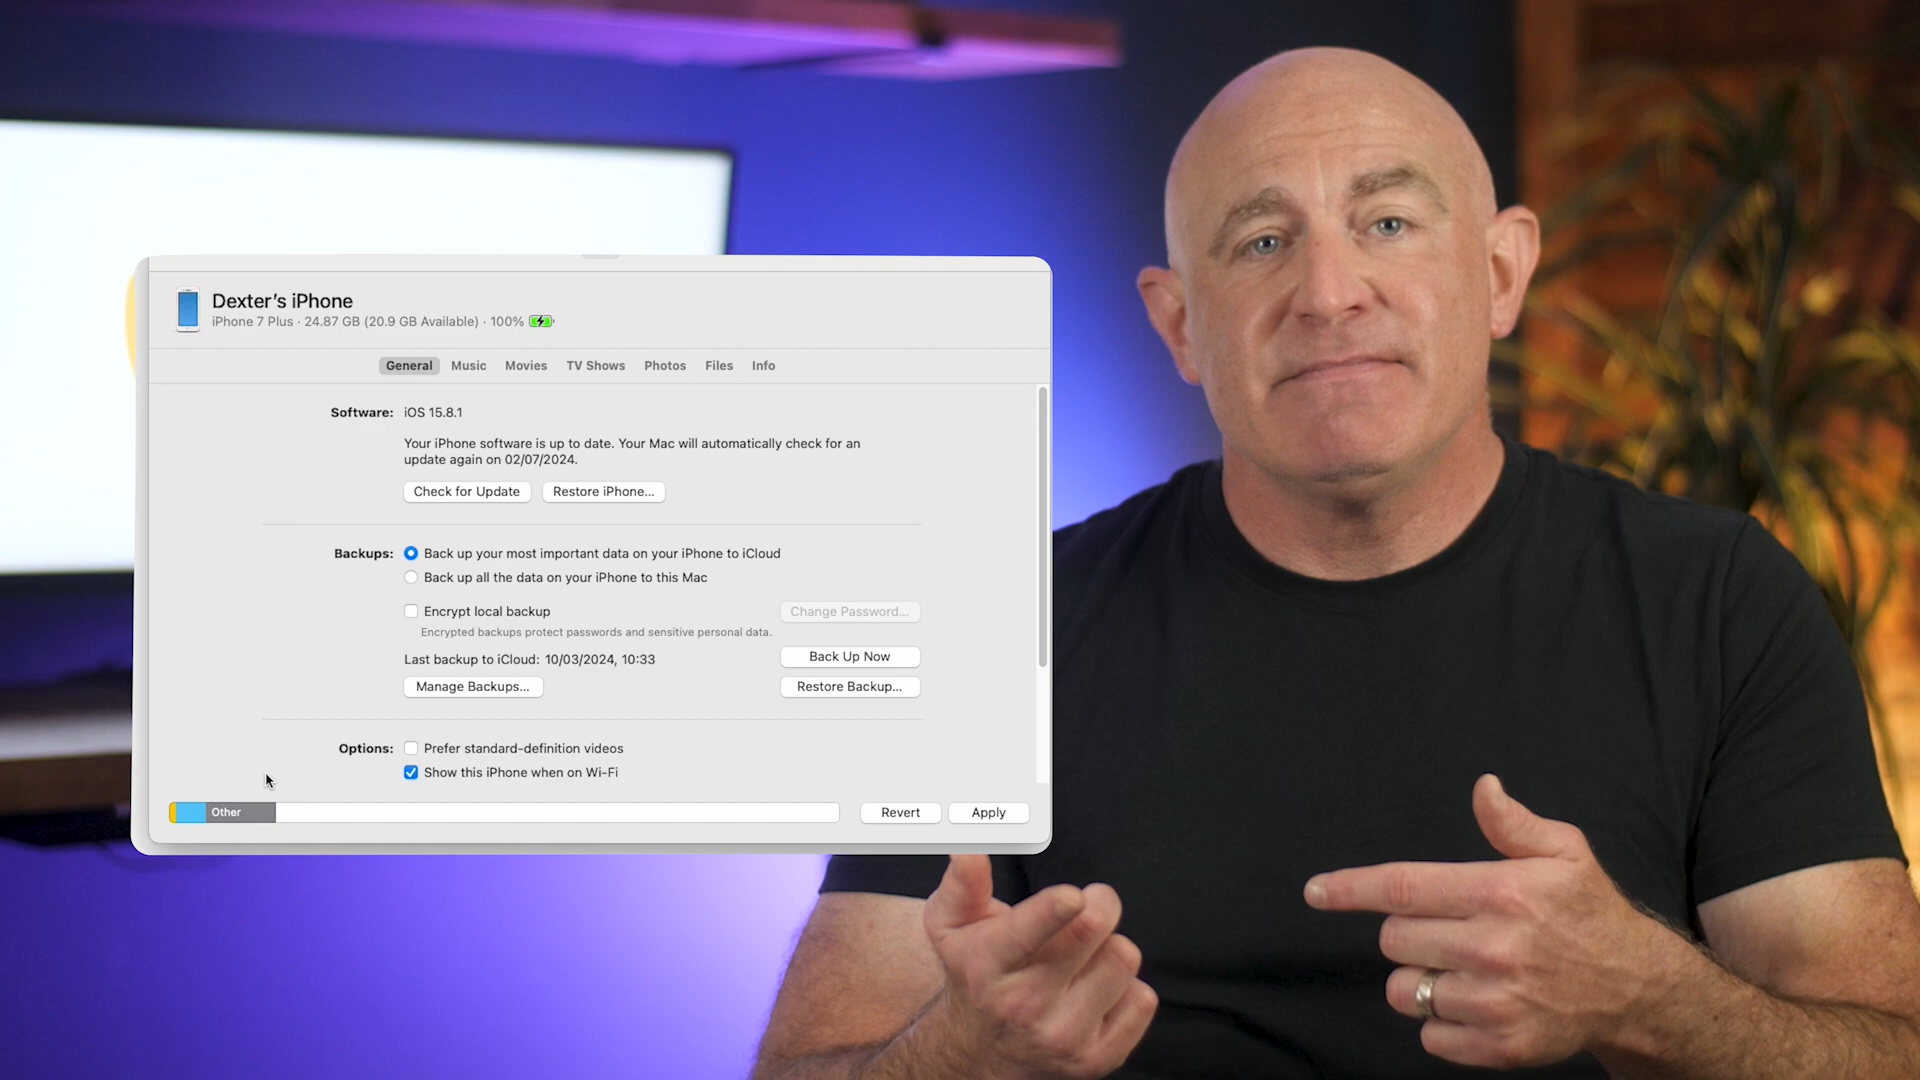 Dexter's iPhone
iPhone 7 Plus · 24.87 GB (20.9 GB Available) · 100%
General Music Movies TV Shows Photos Files Info
Software: iOS 15.8.1
Your iPhone software is up to date. Your Mac will automatically check for an
update again on 02/07/2024.
Check for Update Restore iPhone...
Backups: Back up your most important data on your iPhone to iCloud
Back up all the data on your iPhone to this Mac
Encrypt local backup Change Password...
Encrypted backups protect passwords and sensitive personal data.
Last backup to iCloud: 10/03/2024, 10:33 Back Up Now
Manage Backups... Restore Backup...
Options: Prefer standard-definition videos
Show this iPhone when on Wi-Fi
Other Revert Apply